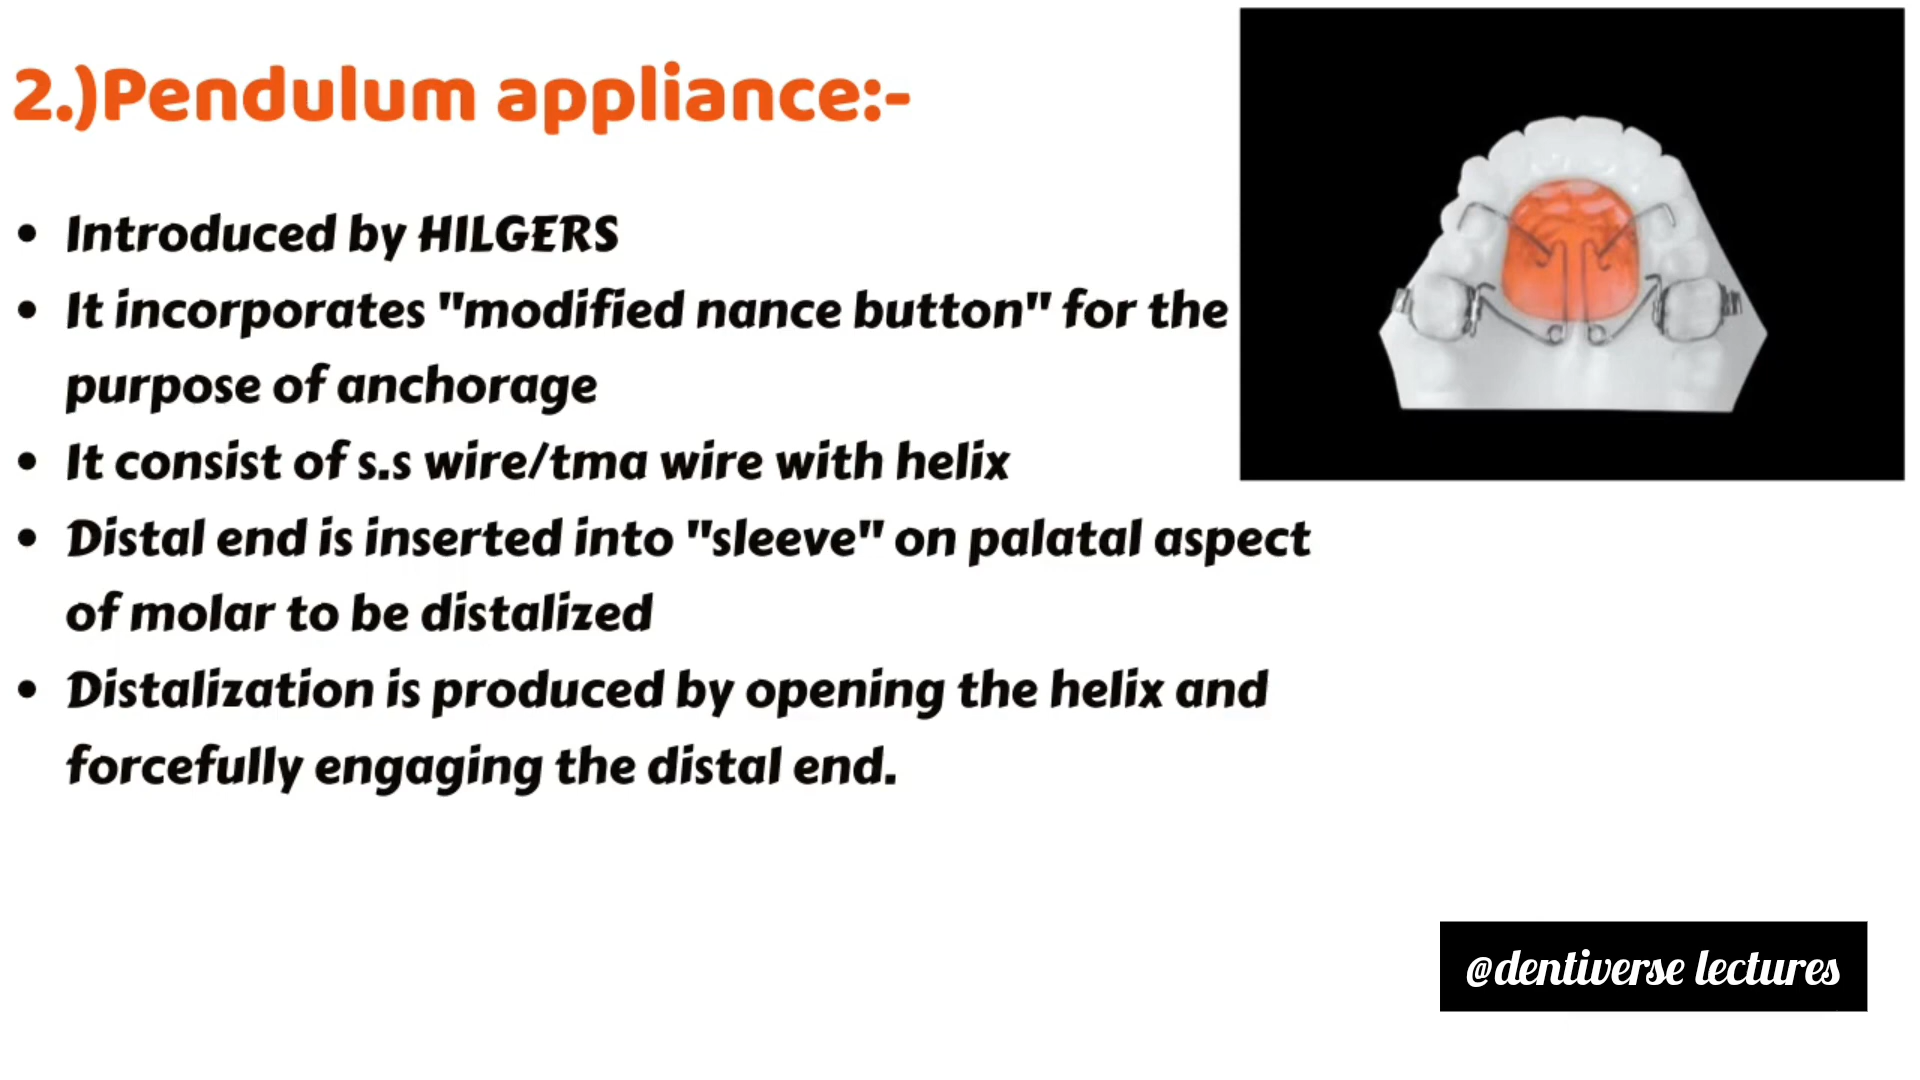 2.)Pendulum appliance:-
• Introduced by HILGERS
• It incorporates "modified nance button" for the
purpose of anchorage
• It consist of s.s wire/tma wire with helix
• Distal end is inserted into "sleeve" on palatal aspect
of molar to be distalized
• Distalization is produced by opening the helix and
forcefully engaging the distal end.
@dentiverse lectures